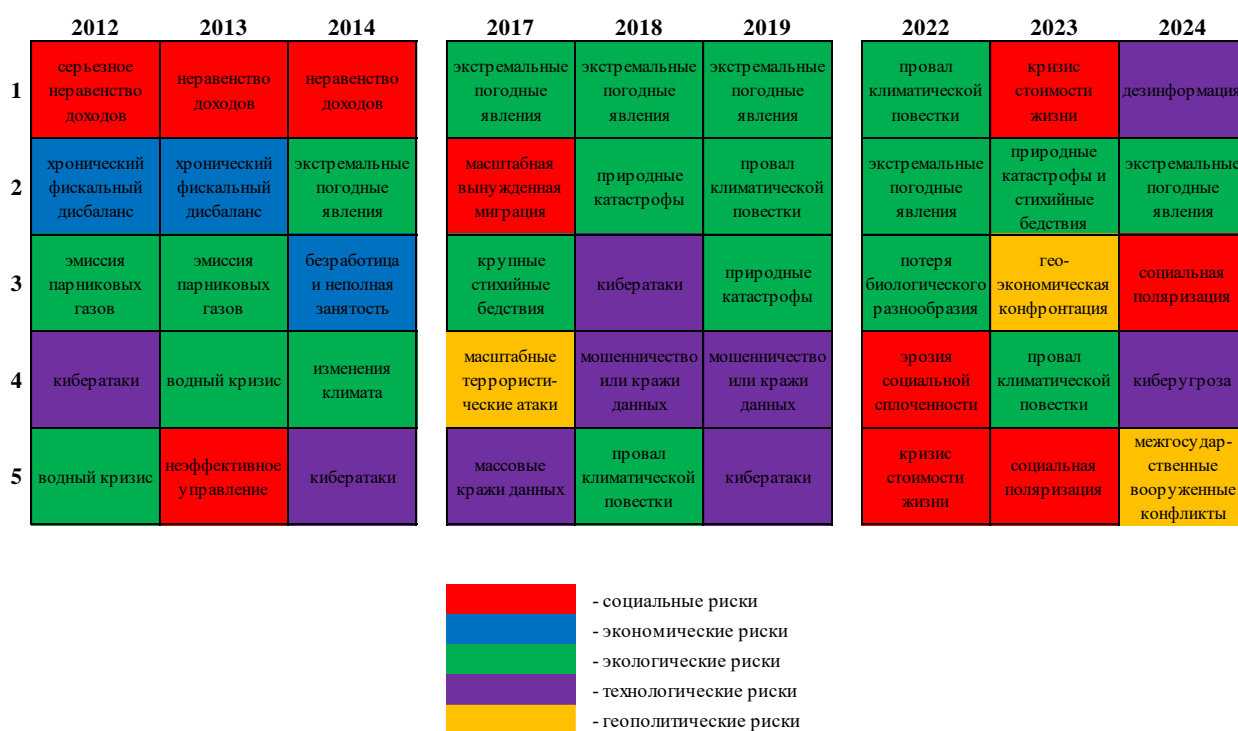 2012 2013 2014 2017 2018 2019 2022 2023 2024
1
серьезное
неравенство
доходов
неравенство
доходов
неравенство
доходов
экстремальные
погодные
явления
экстремальные
погодные
явления
экстремальные
погодные
явления
провал
климатической
повестки
кризис
стоимости
жизни
дезинформация
2
хронический
фискальный
дисбаланс
хронический
фискальный
дисбаланс
экстремальные
погодные
явления
масштабная
вынужденная
миграция
природные
катастрофы
провал
климатической
повестки
экстремальные
погодные
явления
природные
катастрофы и
стихийные
бедствия
экстремальные
погодные
явления
3
эмиссия
парниковых
газов
эмиссия
парниковых
газов
безработица
и неполная
занятость
крупные
стихийные
бедствия
кибератаки
природные
катастрофы
потеря
биологического
разнообразия
гео-
экономическая
конфронтация
социальная
поляризация
4
кибератаки
водный кризис
изменения
климата
масштабные
террористи-
ческие атаки
мошенничество
или кражи
данных
мошенничество
или кражи
данных
эрозия
социальной
сплоченности
провал
климатической
повестки
киберугроза
5
водный кризис
неэффективное
управление
кибератаки
массовые
кражи данных
провал
климатической
повестки
кибератаки
кризис
стоимости
жизни
социальная
поляризация
межгосудар-
ственные
вооруженные
конфликты
- социальные риски
- экономические риски
- экологические риски
- технологические риски
- геополитические риски